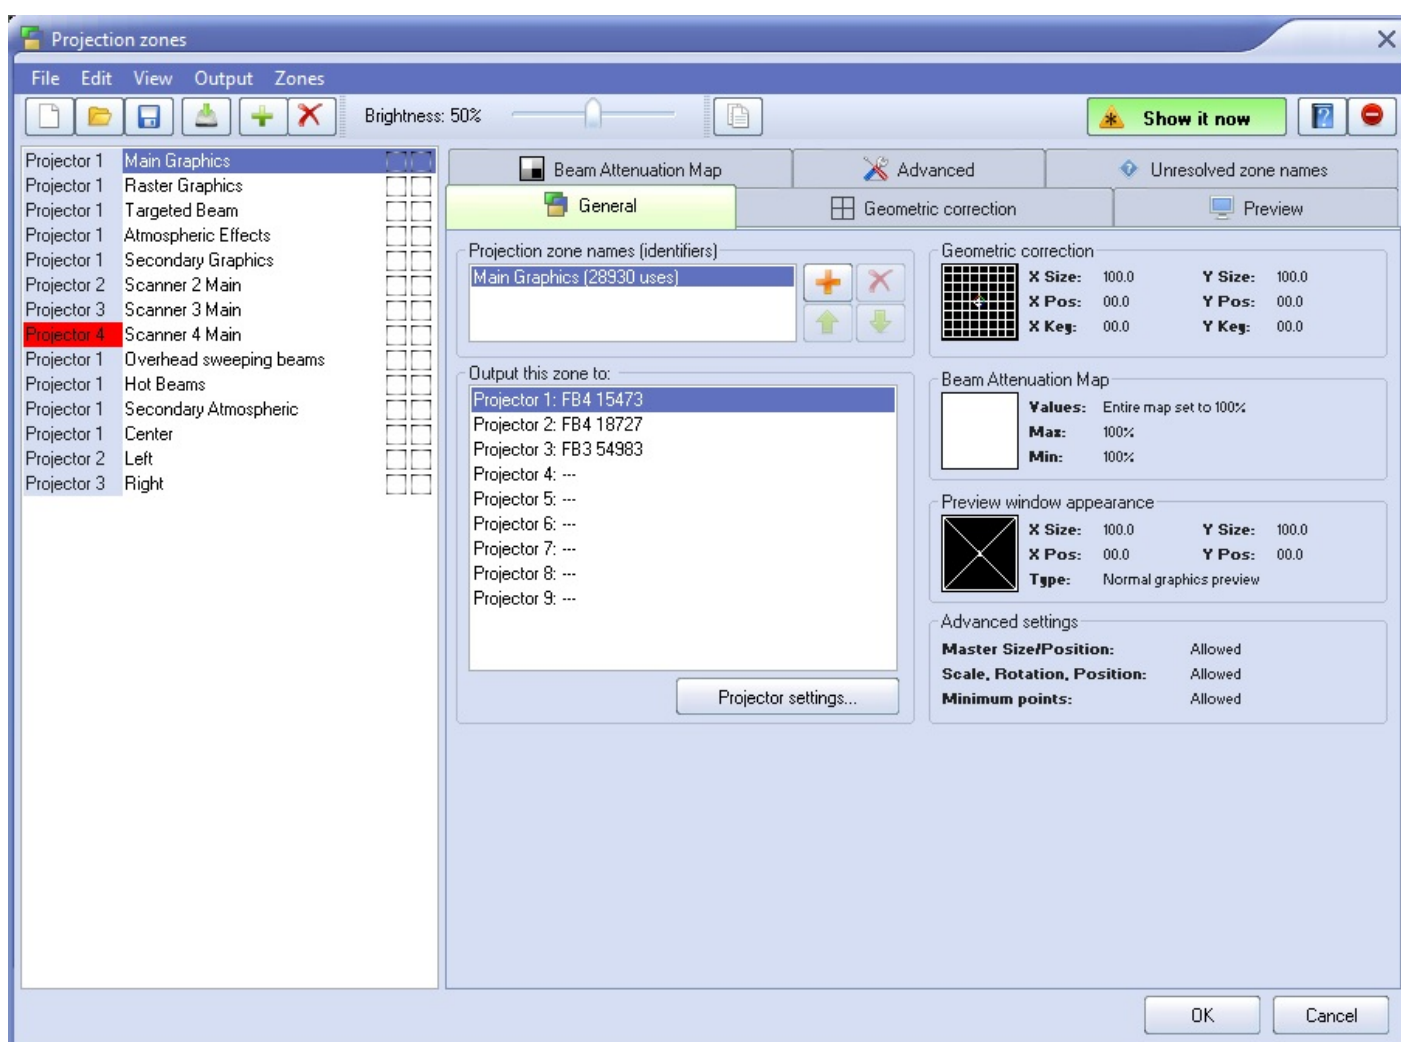 Projection zones
File Edit View Output Zones
Brightness: 50%
Show it now
Projector 1 Main Graphics
Projector 1 Raster Graphics
Projector 1 Targeted Beam
Projector 1 Atmospheric Effects
Projector 1 Secondary Graphics
Projector 2 Scanner 2 Main
Projector 3 Scanner 3 Main
Projector 4 Scanner 4 Main
Projector 1 Overhead sweeping beams
Projector 1 Hot Beams
Projector 1 Secondary Atmospheric
Projector 1 Center
Projector 2 Left
Projector 3 Right
Beam Attenuation Map Advanced Unresolved zone names
General Geometric correction Preview
Projection zone names (identifiers)
Main Graphics (28930 uses)
Output this zone to:
Projector 1: FB4 15473
Projector 2: FB4 18727
Projector 3: FB3 54983
Projector 4: ---
Projector 5: ---
Projector 6: ---
Projector 7: ---
Projector 8: ---
Projector 9: ---
Projector settings...
Geometric correction
X Size: 100.0 Y Size: 100.0
X Pos: 00.0 Y Pos: 00.0
X Key: 00.0 Y Key: 00.0
Beam Attenuation Map
Values: Entire map set to 100%
Max: 100%
Min: 100%
Preview window appearance
X Size: 100.0 Y Size: 100.0
X Pos: 00.0 Y Pos: 00.0
Type: Normal graphics preview
Advanced settings
Master Size/Position: Allowed
Scale, Rotation, Position: Allowed
Minimum points: Allowed
OK Cancel